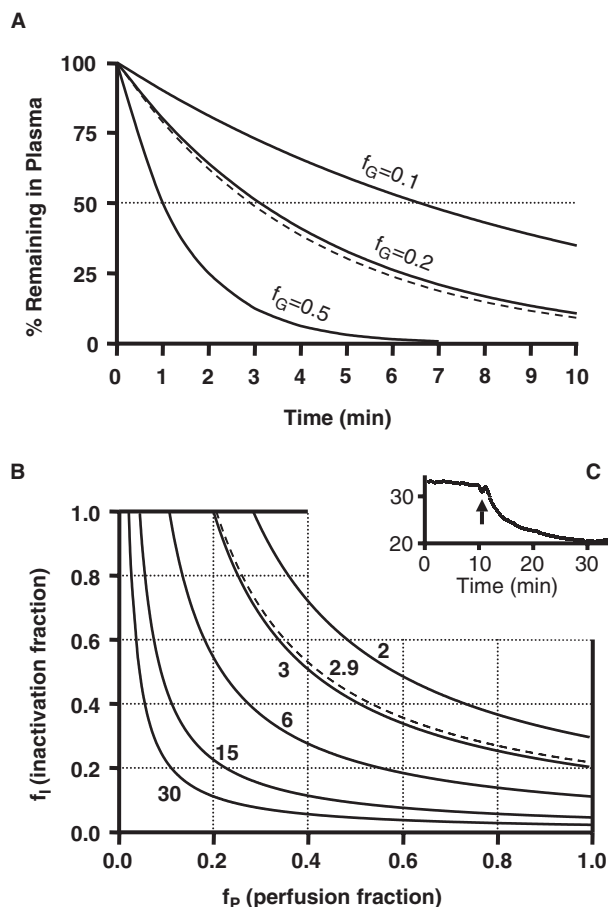 A
% Remaining in Plasma
100
75
50
25
0
f_G=0.1
f_G=0.2
f_G=0.5
0 1 2 3 4 5 6 7 8 9 10
Time (min)
B
C
f_I (inactivation fraction)
1.0
0.8
0.6
0.4
0.2
0.0
30
20
0 10 20 30
Time (min)
2
2.9
3
6
15
30
0.0 0.2 0.4 0.6 0.8 1.0
f_P (perfusion fraction)